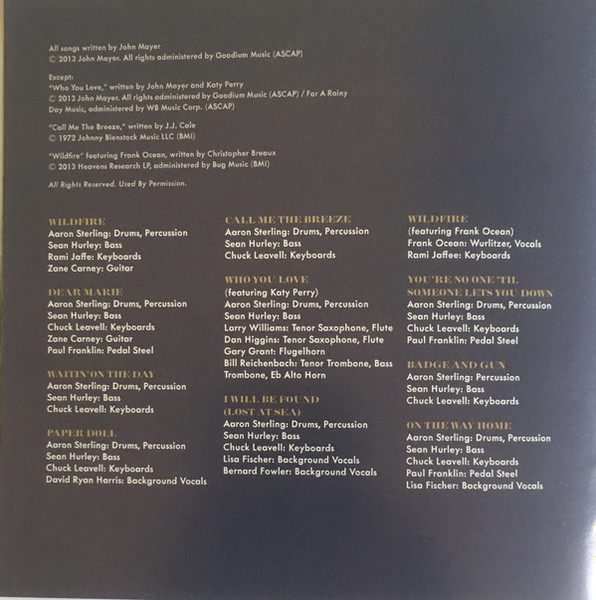 All songs written by John Mayer
© 2013 John Mayer. All rights administered by Goodium Music (ASCAP)
Except:
"Who You Love," written by John Mayer and Katy Perry
© 2013 John Mayer. All rights administered by Goodium Music (ASCAP) / For A Rainy
Day Music, administered by WB Music Corp. (ASCAP)
"Call Me The Breeze," written by J.J. Cale
© 1972 Johnny Bienstock Music LLC (BMI)
"Wildfire" featuring Frank Ocean, written by Christopher Breaux
© 2013 Heavens Research LP, administered by Bug Music (BMI)
All Rights Reserved. Used By Permission.
WILDFIRE
Aaron Sterling: Drums, Percussion
Sean Hurley: Bass
Rami Jaffe: Keyboards
Zane Carney: Guitar
DEAR MARIE
Aaron Sterling: Drums, Percussion
Sean Hurley: Bass
Chuck Leavell: Keyboards
Zane Carney: Guitar
Paul Franklin: Pedal Steel
WAITIN' ON THE DAY
Aaron Sterling: Drums, Percussion
Sean Hurley: Bass
Chuck Leavell: Keyboards
PAPER DOLL
Aaron Sterling: Drums, Percussion
Sean Hurley: Bass
Chuck Leavell: Keyboards
David Ryan Harris: Background Vocals
CALL ME THE BREEZE
Aaron Sterling: Drums, Percussion
Sean Hurley: Bass
Chuck Leavell: Keyboards
WHO YOU LOVE
(featuring Katy Perry)
Aaron Sterling: Drums, Percussion
Sean Hurley: Bass
Larry Williams: Tenor Saxophone, Flute
Dan Higgins: Tenor Saxophone, Flute
Gary Grant: Flugelhorn
Bill Reichenbach: Tenor Trombone, Bass
Trombone, Eb Alto Horn
I WILL BE FOUND
(LOST AT SEA)
Aaron Sterling: Drums, Percussion
Sean Hurley: Bass
Chuck Leavell: Keyboards
Lisa Fischer: Background Vocals
Bernard Fowler: Background Vocals
WILDFIRE
(featuring Frank Ocean)
Frank Ocean: Wurlitzer, Vocals
Rami Jaffee: Keyboards
YOU'RE NO ONE 'TIL
SOMEONE LETS YOU DOWN
Aaron Sterling: Drums, Percussion
Sean Hurley: Bass
Chuck Leavell: Keyboards
Paul Franklin: Pedal Steel
BADGE AND GUN
Aaron Sterling: Percussion
Sean Hurley: Bass
Chuck Leavell: Keyboards
ON THE WAY HOME
Aaron Sterling: Drums, Percussion
Sean Hurley: Bass
Chuck Leavell: Keyboards
Paul Franklin: Pedal Steel
Lisa Fischer: Background Vocals